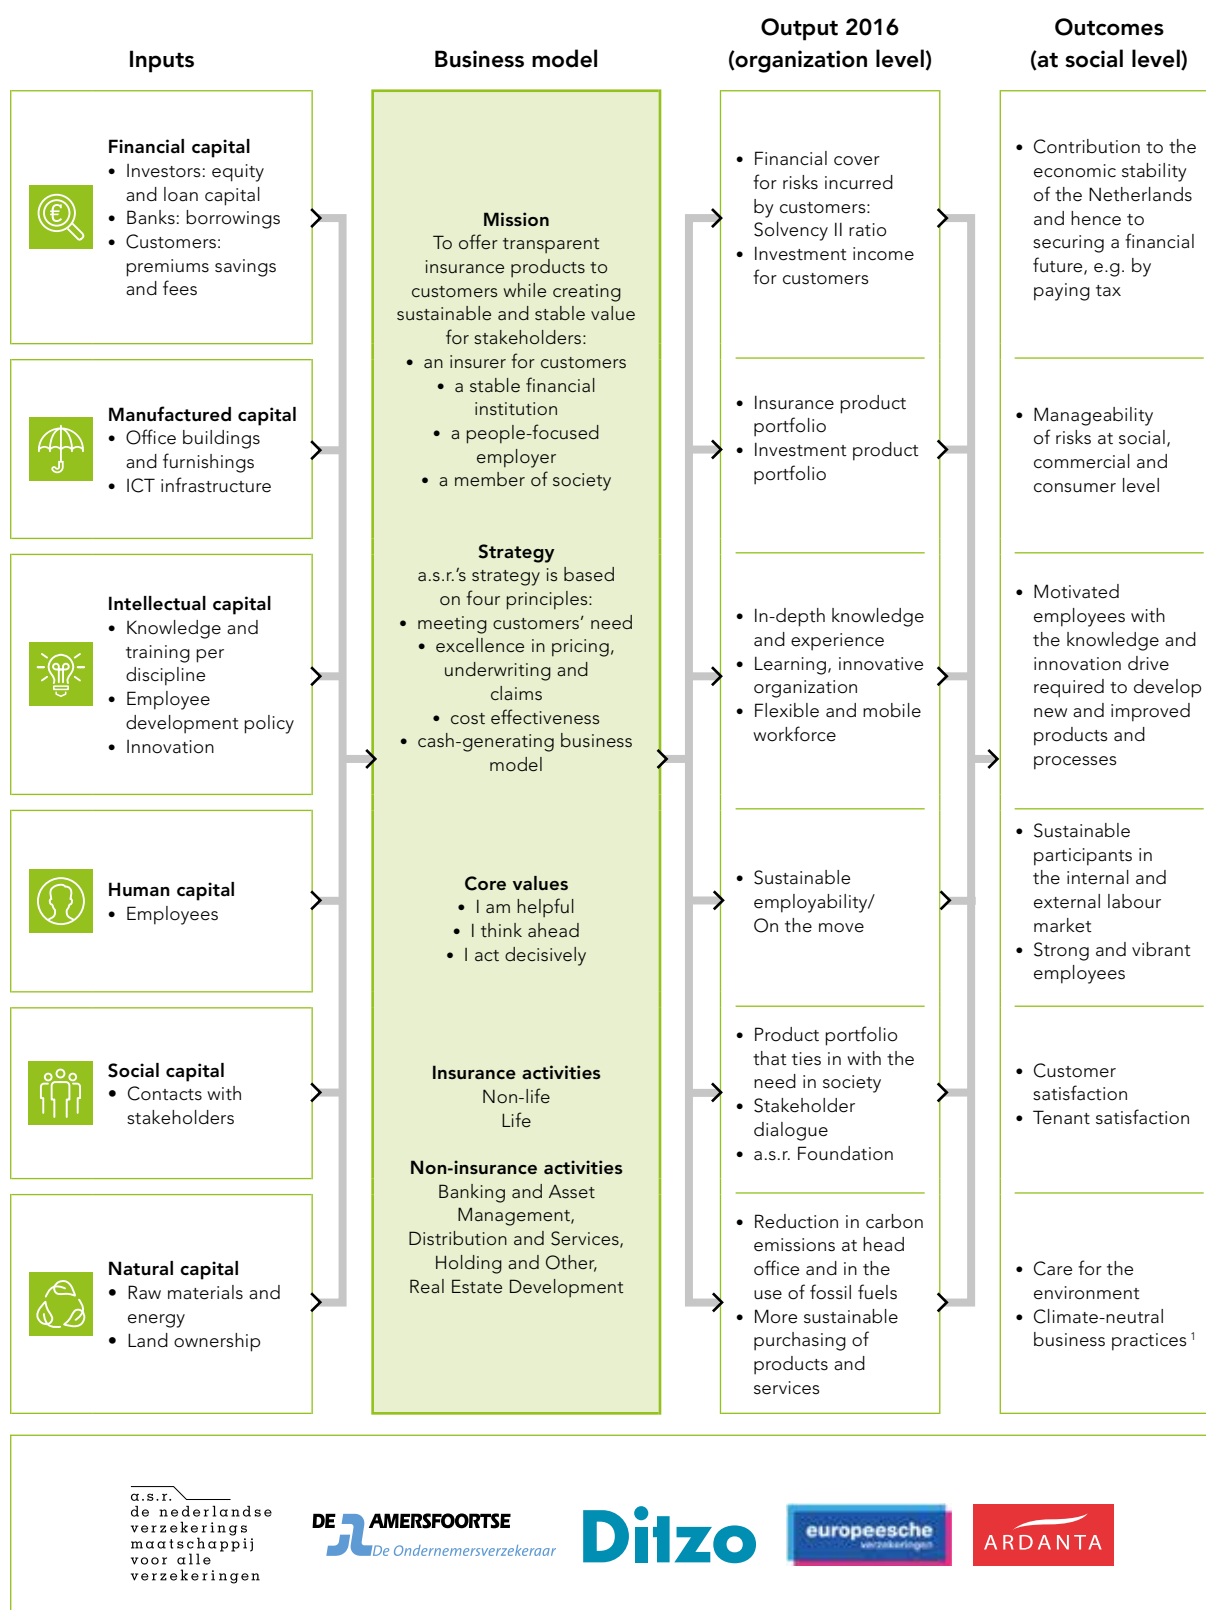 Inputs
Business model
Output 2016
(organization level)
Outcomes
(at social level)
Financial capital
• Investors: equity
and loan capital
• Banks: borrowings
• Customers:
premiums savings
and fees
Manufactured capital
• Office buildings
and furnishings
• ICT infrastructure
Intellectual capital
• Knowledge and
training per
discipline
• Employee
development policy
• Innovation
Human capital
• Employees
Social capital
• Contacts with
stakeholders
Natural capital
• Raw materials and
energy
• Land ownership
Mission
To offer transparent
insurance products to
customers while creating
sustainable and stable value
for stakeholders:
• an insurer for customers
• a stable financial
institution
• a people-focused
employer
• a member of society
Strategy
a.s.r.’s strategy is based
on four principles:
• meeting customers’ need
• excellence in pricing,
underwriting and
claims
• cost effectiveness
• cash-generating business
model
Core values
• I am helpful
• I think ahead
• I act decisively
Insurance activities
Non-life
Life
Non-insurance activities
Banking and Asset
Management,
Distribution and Services,
Holding and Other,
Real Estate Development
• Financial cover
for risks incurred
by customers:
Solvency II ratio
• Investment income
for customers
• Insurance product
portfolio
• Investment product
portfolio
• In-depth knowledge
and experience
• Learning, innovative
organization
• Flexible and mobile
workforce
• Sustainable
employability/
On the move
• Product portfolio
that ties in with the
need in society
• Stakeholder
dialogue
• a.s.r. Foundation
• Reduction in carbon
emissions at head
office and in the
use of fossil fuels
• More sustainable
purchasing of
products and
services
• Contribution to the
economic stability
of the Netherlands
and hence to
securing a financial
future, e.g. by
paying tax
• Manageability
of risks at social,
commercial and
consumer level
• Motivated
employees with
the knowledge and
innovation drive
required to develop
new and improved
products and
processes
• Sustainable
participants in
the internal and
external labour
market
• Strong and vibrant
employees
• Customer
satisfaction
• Tenant satisfaction
• Care for the
environment
• Climate-neutral
business practices 1
a.s.r.
de nederlandse
verzekerings
maatschappij
voor alle
verzekeringen
DE AMERSFOORTSE
De Ondernemersverzekeraar
Ditzo
europeesche
verzekeringen
ARDANTA